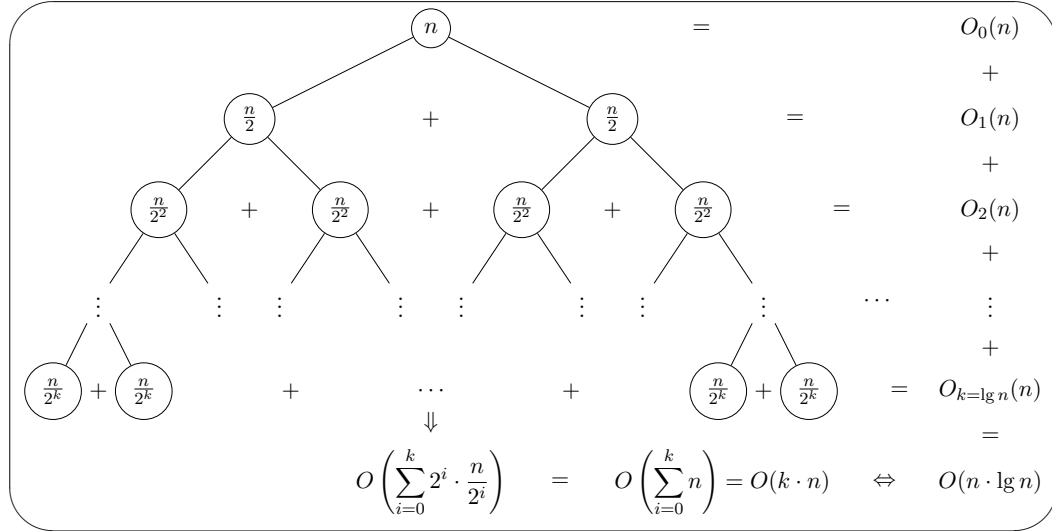 n = O_0(n)
+
n/2 + n/2 = O_1(n)
+
n/2^2 + n/2^2 + n/2^2 + n/2^2 = O_2(n)
+
⋮ ⋮ ⋮ ⋮ ⋮ ⋮ ⋮ ⋮ ⋯ ⋮
+
n/2^k + n/2^k + ⋯ + n/2^k + n/2^k = O_{k=lg n}(n)
⇓ =
O(∑_{i=0}^{k} 2^i · n/2^i) = O(∑_{i=0}^{k} n) = O(k · n) ⇔ O(n · lg n)